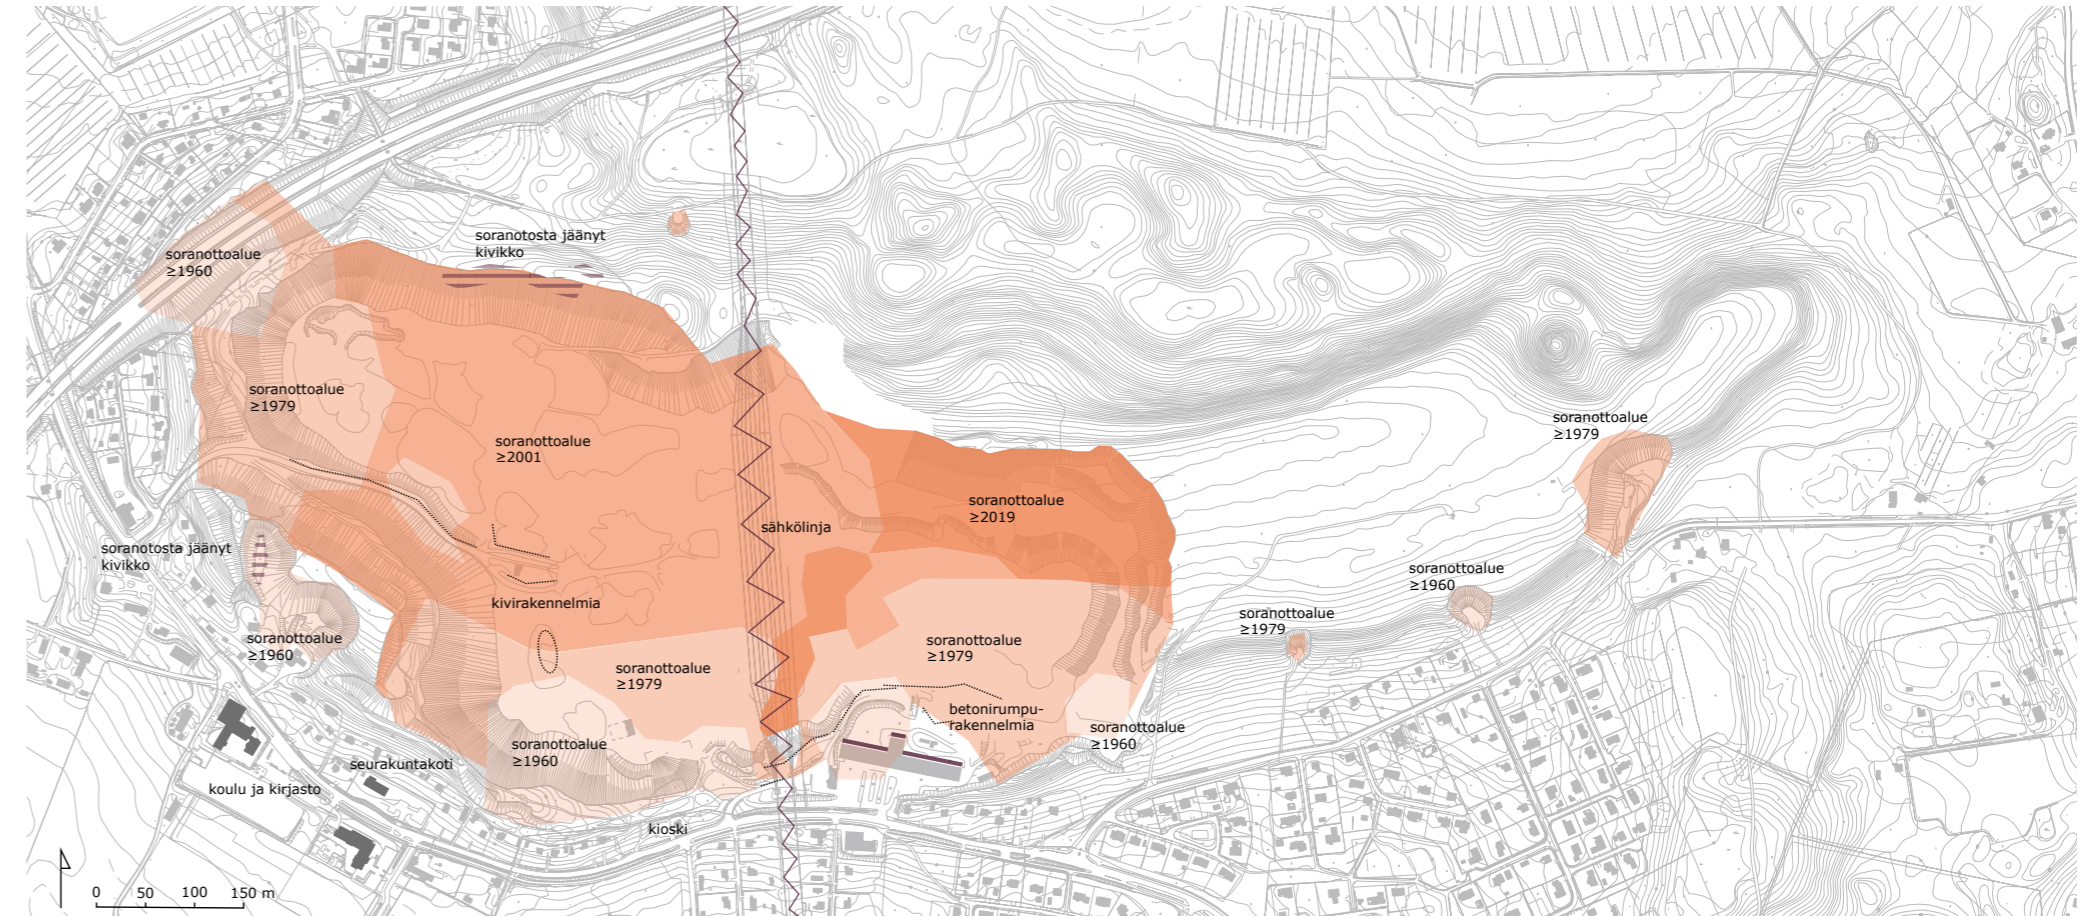 soranotosta jäänyt
kivikko
soranottoalue
≥1960
soranottoalue
≥1979
soranottoalue
≥2001
soranottoalue
≥1979
soranottoalue
≥2019
sähkölinja
soranotosta jäänyt
kivikko
kivirakennelmia
soranottoalue
≥1960
soranottoalue
≥1979
soranottoalue
≥1979
soranottoalue
≥1960
soranottoalue
≥1979
betonirumpu-
rakennelmia
soranottoalue
≥1960
soranottoalue
≥1960
seurakuntakoti
koulu ja kirjasto
kioski
0 50 100 150 m